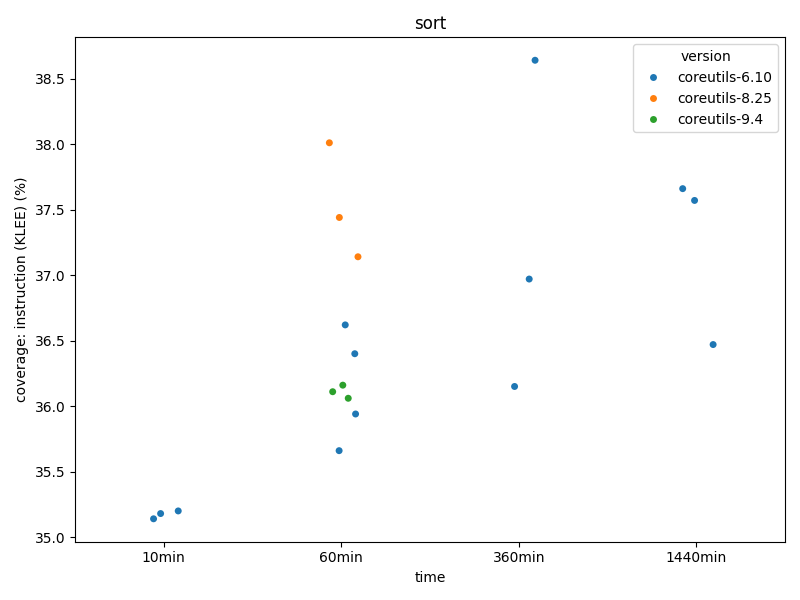 sort
version
coreutils-6.10
coreutils-8.25
coreutils-9.4
coverage: instruction (KLEE) (%)
38.5
38.0
37.5
37.0
36.5
36.0
35.5
35.0
10min
60min
360min
1440min
time